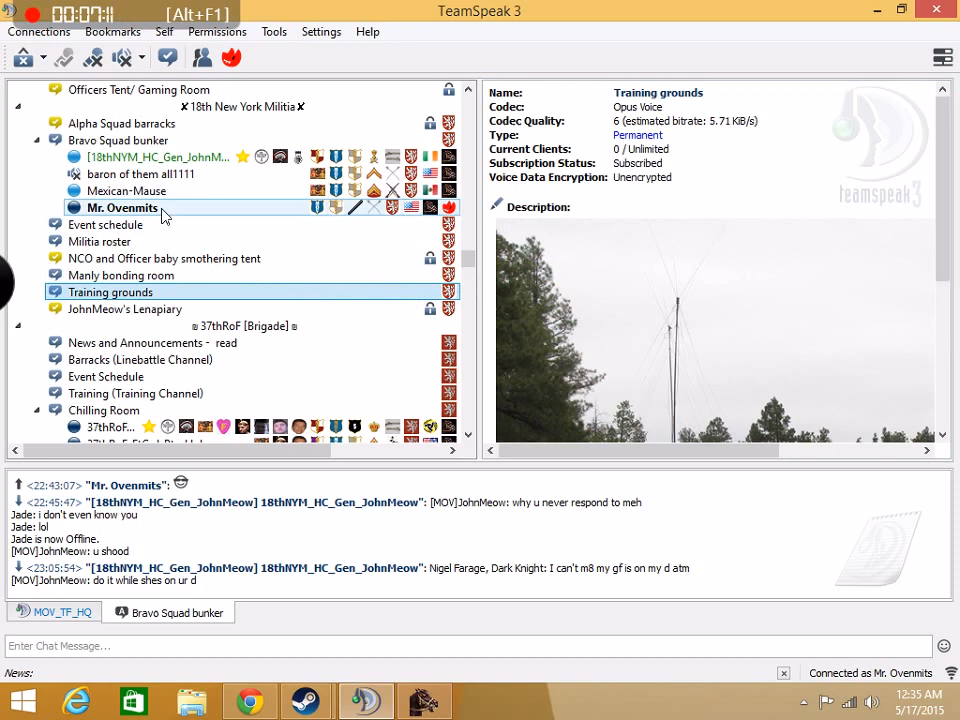 00:07:11 [Alt+F1]
TeamSpeak 3
Connections Bookmarks Self Permissions Tools Settings Help
Officers Tent/ Gaming Room
✘18th New York Militia✘
Alpha Squad barracks
Bravo Squad bunker
[18thNYM_HC_Gen_JohnM...
baron of them all1111
Mexican-Mause
Mr. Ovenmits
Event schedule
Militia roster
NCO and Officer baby smothering tent
Manly bonding room
Training grounds
JohnMeow's Lenapiary
₪ 37thRoF [Brigade] ₪
News and Announcements - read
Barracks (Linebattle Channel)
Event Schedule
Training (Training Channel)
Chilling Room
37thRoF...
Name: Training grounds
Codec: Opus Voice
Codec Quality: 6 (estimated bitrate: 5.71 KiB/s)
Type: Permanent
Current Clients: 0 / Unlimited
Subscription Status: Subscribed
Voice Data Encryption: Unencrypted
Description:
teamspeak3
<22:43:07> "Mr. Ovenmits":
<22:45:47> "[18thNYM_HC_Gen_JohnMeow] 18thNYM_HC_Gen_JohnMeow": [MOV]JohnMeow: why u never respond to meh
Jade: i don't even know you
Jade: lol
Jade is now Offline.
[MOV]JohnMeow: u shood
<23:05:54> "[18thNYM_HC_Gen_JohnMeow] 18thNYM_HC_Gen_JohnMeow": Nigel Farage, Dark Knight: I can't m8 my gf is on my d atm
[MOV]JohnMeow: do it while shes on ur d
MOV_TF_HQ
Bravo Squad bunker
Enter Chat Message...
News:
Connected as Mr. Ovenmits
12:35 AM
5/17/2015